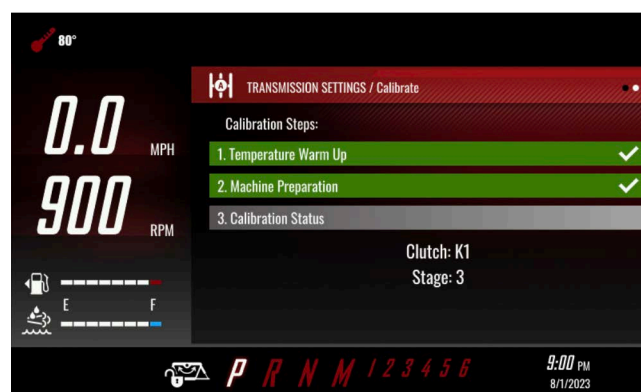 80°
TRANSMISSION SETTINGS / Calibrate
0.0 MPH
900 RPM
Calibration Steps:
1. Temperature Warm Up
2. Machine Preparation
3. Calibration Status
Clutch: K1
Stage: 3
E F
P R N M 1 2 3 4 5 6
9:00 PM
8/1/2023